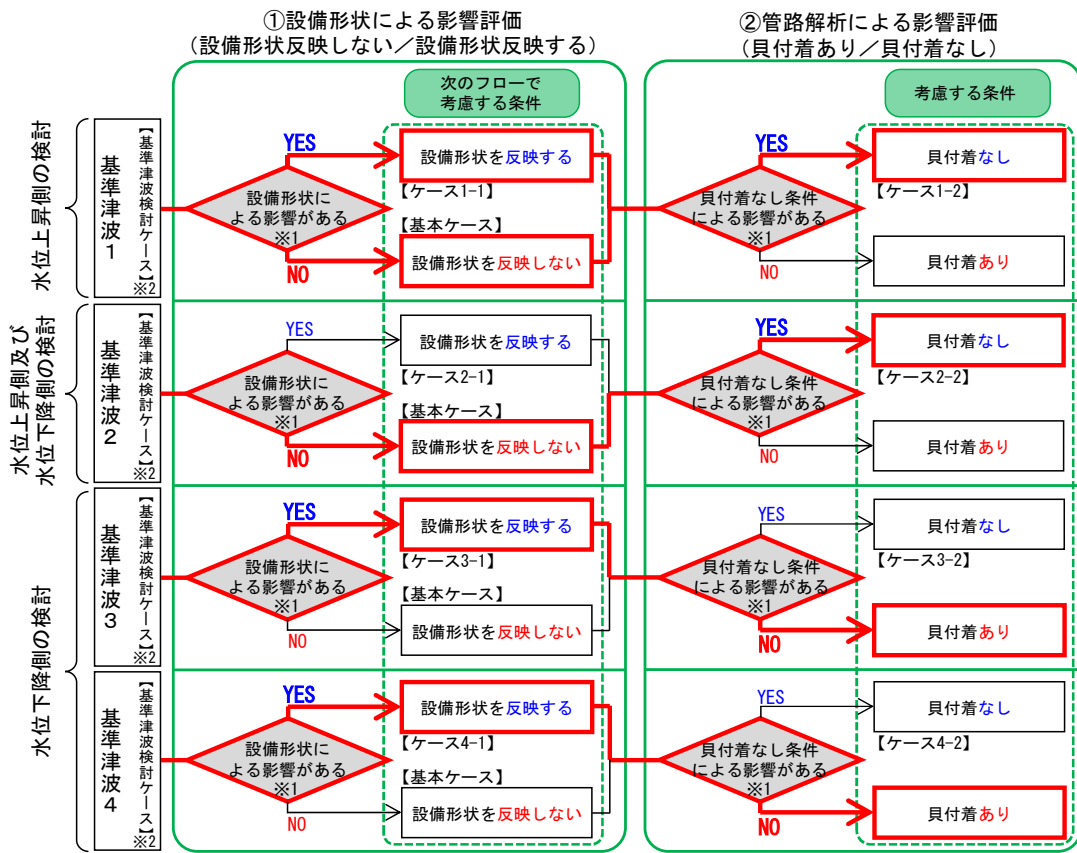 ①設備形状による影響評価
(設備形状反映しない／設備形状反映する)
②管路解析による影響評価
(貝付着あり／貝付着なし)
次のフローで
考慮する条件
考慮する条件
水位上昇側の検討
基準津波1
【基準津波検討ケース】
※2
設備形状に
よる影響がある
※1
YES
設備形状を反映する
【ケース1-1】
【基本ケース】
NO
設備形状を反映しない
貝付着なし条件
による影響がある
※1
YES
貝付着なし
【ケース1-2】
NO
貝付着あり
水位上昇側及び
水位下降側の検討
基準津波2
【基準津波検討ケース】
※2
設備形状に
よる影響がある
※1
YES
設備形状を反映する
【ケース2-1】
【基本ケース】
NO
設備形状を反映しない
貝付着なし条件
による影響がある
※1
YES
貝付着なし
【ケース2-2】
NO
貝付着あり
水位下降側の検討
基準津波3
【基準津波検討ケース】
※2
設備形状に
よる影響がある
※1
YES
設備形状を反映する
【ケース3-1】
【基本ケース】
NO
設備形状を反映しない
貝付着なし条件
による影響がある
※1
YES
貝付着なし
【ケース3-2】
NO
貝付着あり
基準津波4
【基準津波検討ケース】
※2
設備形状に
よる影響がある
※1
YES
設備形状を反映する
【ケース4-1】
【基本ケース】
NO
設備形状を反映しない
貝付着なし条件
による影響がある
※1
YES
貝付着なし
【ケース4-2】
NO
貝付着あり